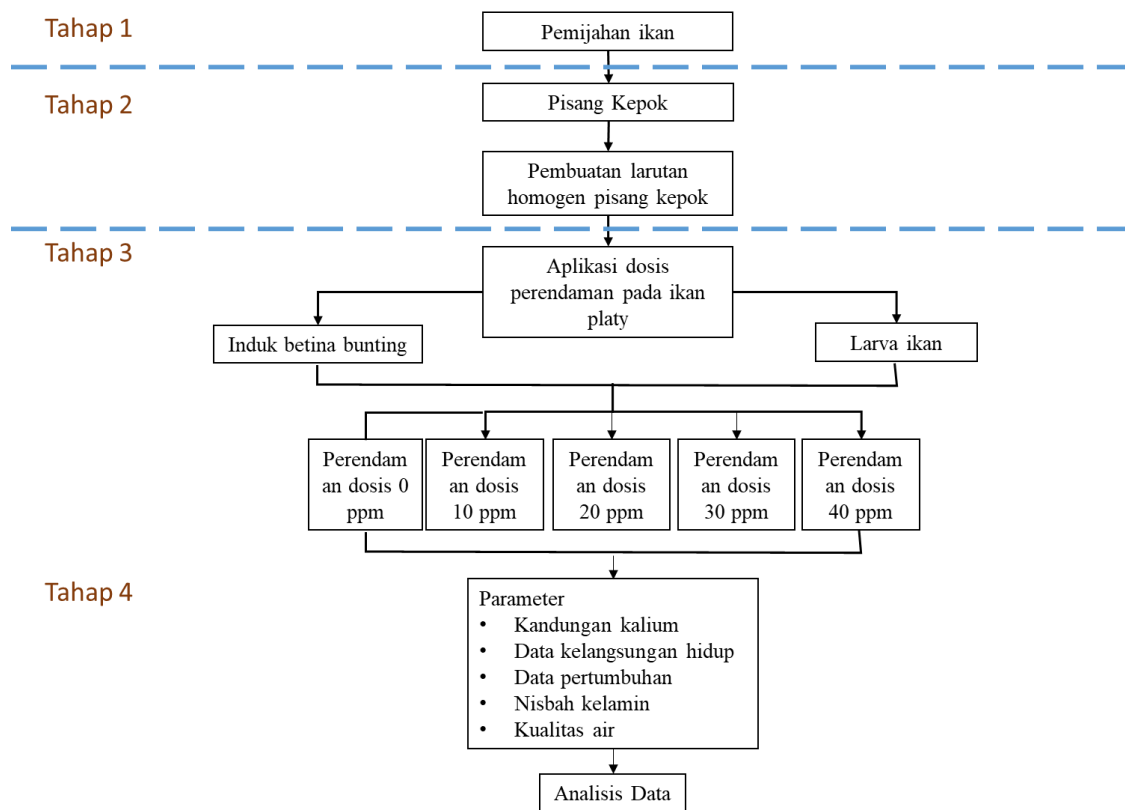 Tahap 1
Pemijahan ikan
Tahap 2
Pisang Kepok
Pembuatan larutan
homogen pisang kepok
Tahap 3
Aplikasi dosis
perendaman pada ikan
platy
Induk betina bunting
Larva ikan
Perendam
an dosis 0
ppm
Perendam
an dosis
10 ppm
Perendam
an dosis
20 ppm
Perendam
an dosis
30 ppm
Perendam
an dosis
40 ppm
Tahap 4
Parameter
• Kandungan kalium
• Data kelangsungan hidup
• Data pertumbuhan
• Nisbah kelamin
• Kualitas air
Analisis Data